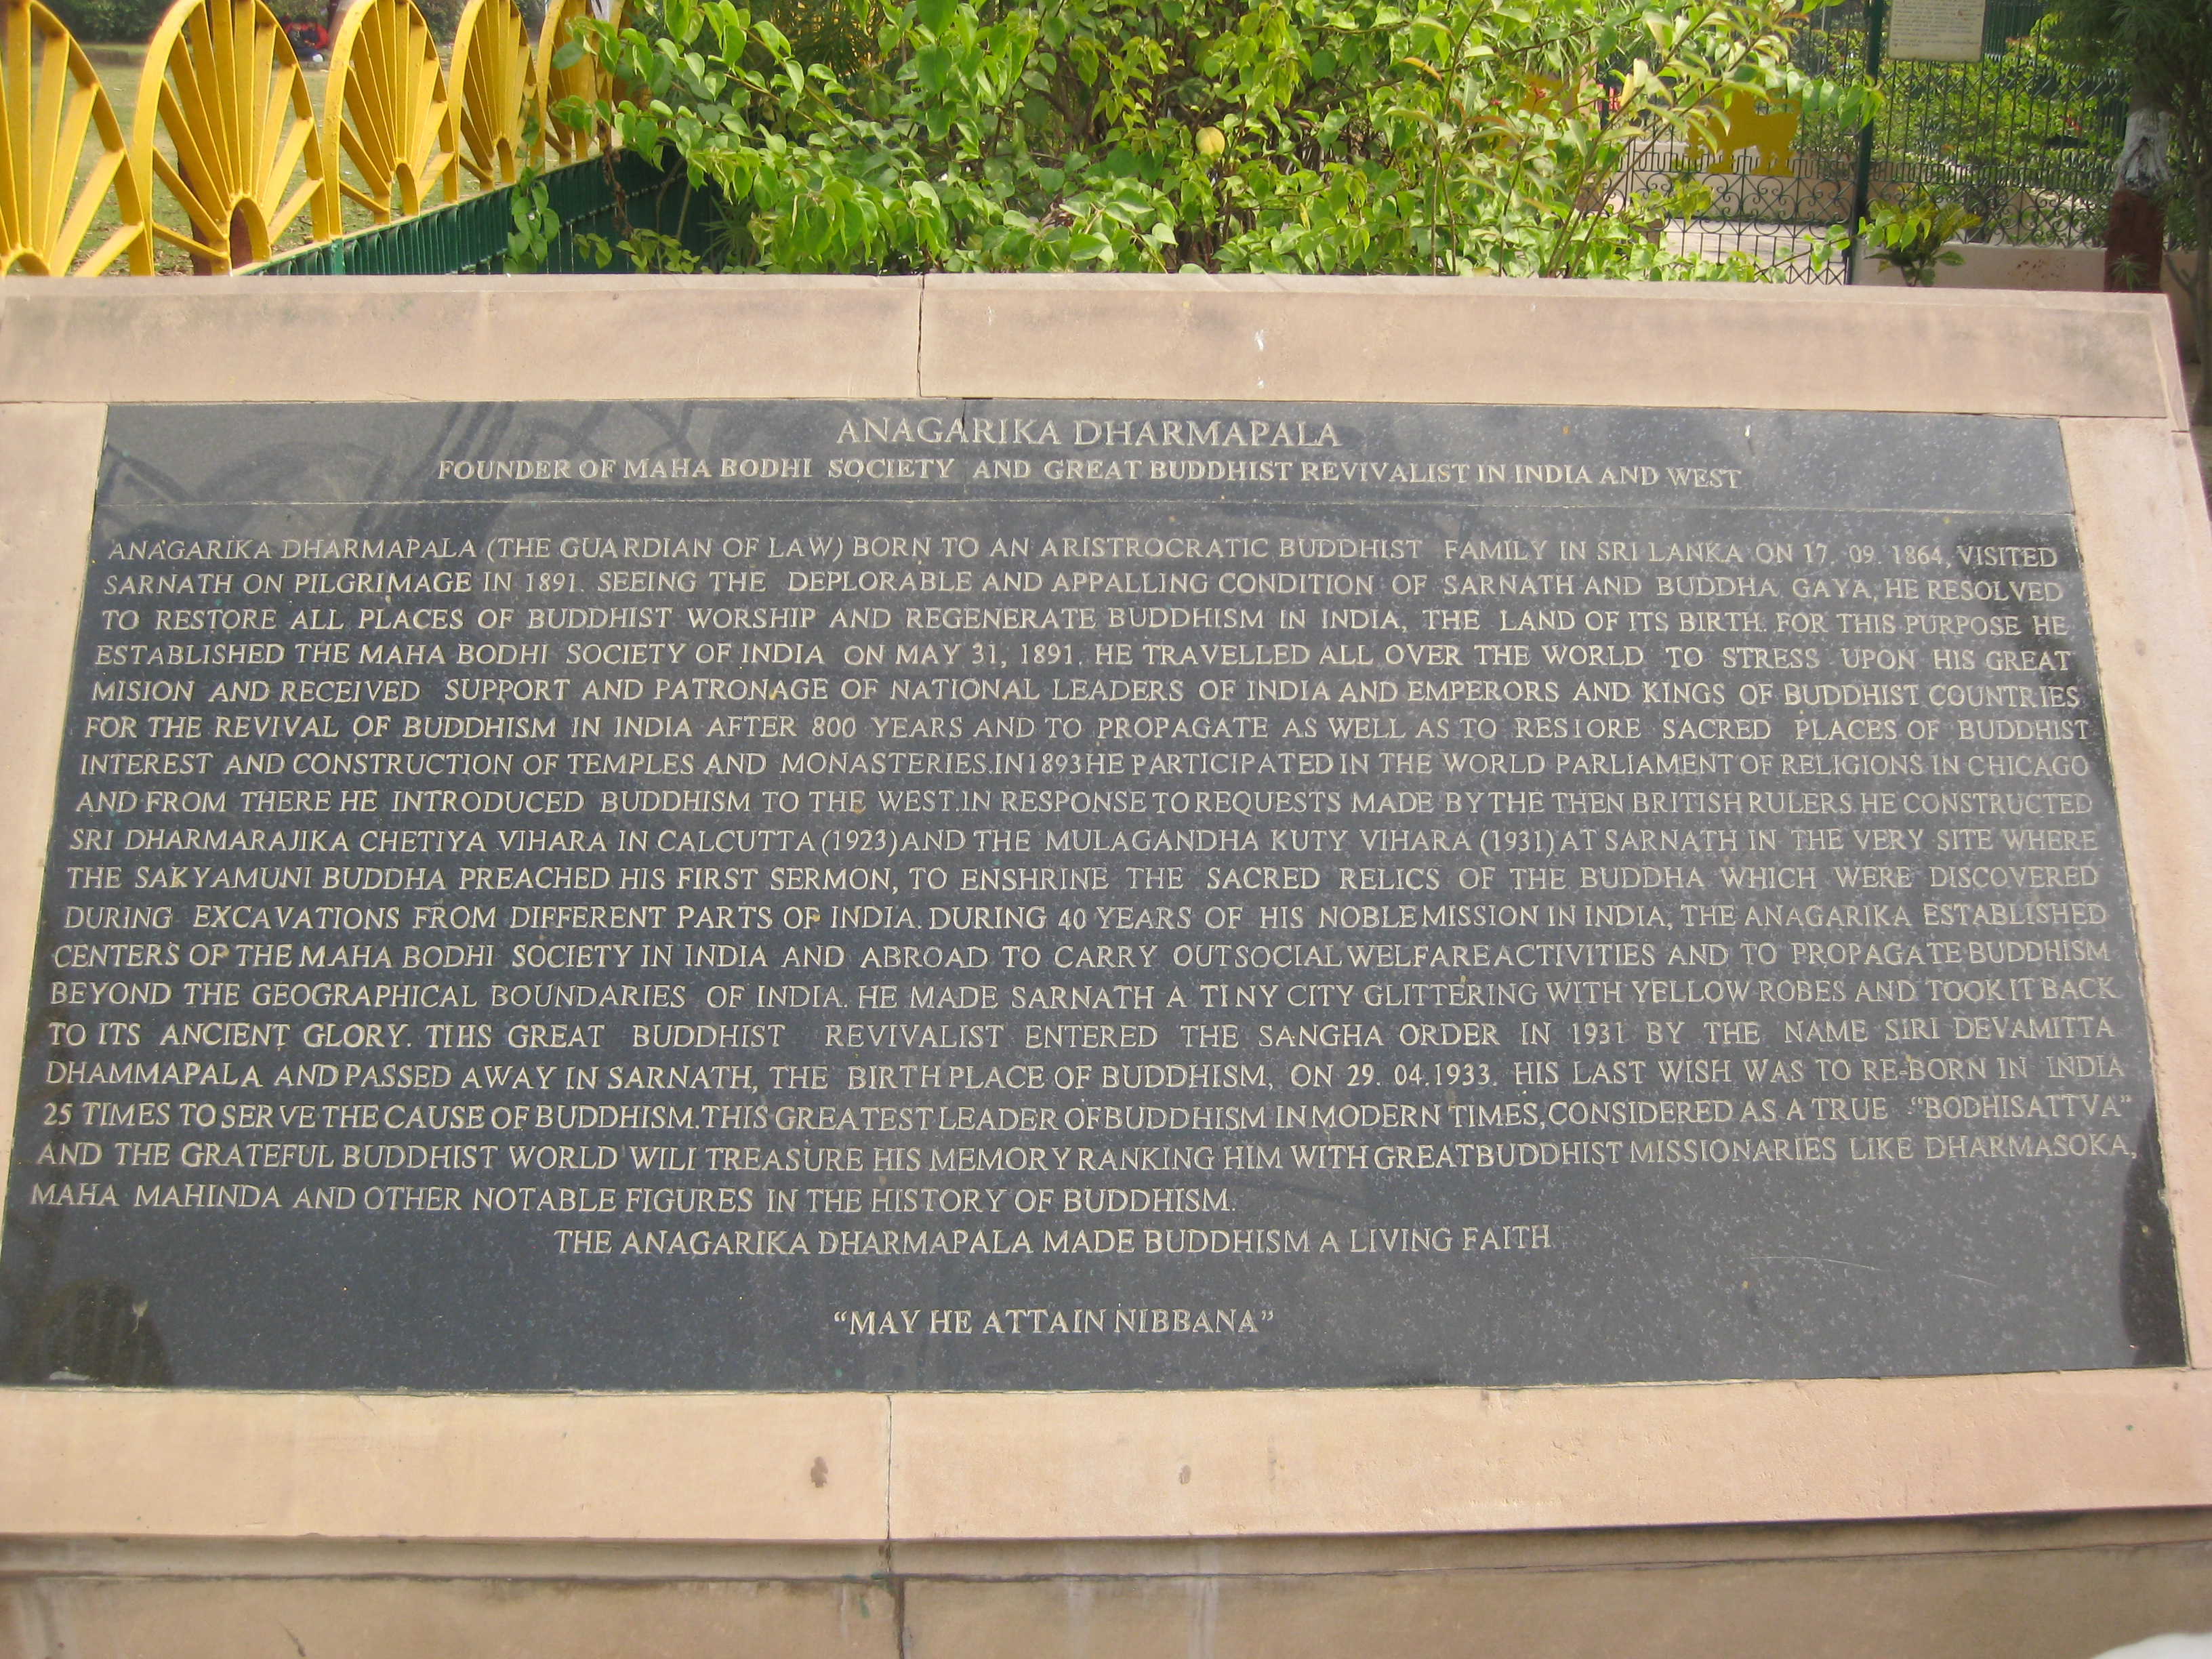 ANAGARIKA DHARMAPALA
FOUNDER OF MAHA BODHI SOCIETY AND GREAT BUDDHIST REVIVALIST IN INDIA AND WEST
ANAGARIKA DHARMAPALA (THE GUARDIAN OF LAW) BORN TO AN ARISTROCRATIC BUDDHIST FAMILY IN SRI LANKA ON 17. 09. 1864, VISITED
SARNATH ON PILGRIMAGE IN 1891. SEEING THE DEPLORABLE AND APPALLING CONDITION OF SARNATH AND BUDDHA GAYA, HE RESOLVED
TO RESTORE ALL PLACES OF BUDDHIST WORSHIP AND REGENERATE BUDDHISM IN INDIA, THE LAND OF ITS BIRTH. FOR THIS PURPOSE HE
ESTABLISHED THE MAHA BODHI SOCIETY OF INDIA ON MAY 31, 1891. HE TRAVELLED ALL OVER THE WORLD TO STRESS UPON HIS GREAT
MISION AND RECEIVED SUPPORT AND PATRONAGE OF NATIONAL LEADERS OF INDIA AND EMPERORS AND KINGS OF BUDDHIST COUNTRIES
FOR THE REVIVAL OF BUDDHISM IN INDIA AFTER 800 YEARS AND TO PROPAGATE AS WELL AS TO RESIORE SACRED PLACES OF BUDDHIST
INTEREST AND CONSTRUCTION OF TEMPLES AND MONASTERIES.IN1893HE PARTICIPATED IN THE WORLD PARLIAMENT OF RELIGIONS IN CHICAGO
AND FROM THERE HE INTRODUCED BUDDHISM TO THE WEST.IN RESPONSE TO REQUESTS MADE BY THE THEN BRITISH RULERS HE CONSTRUCTED
SRI DHARMARAJIKA CHETIYA VIHARA IN CALCUTTA (1923)AND THE MULAGANDHA KUTY VIHARA (1931)AT SARNATH IN THE VERY SITE WHERE
THE SAKYAMUNI BUDDHA PREACHED HIS FIRST SERMON, TO ENSHRINE THE SACRED RELICS OF THE BUDDHA WHICH WERE DISCOVERED
DURING EXCAVATIONS FROM DIFFERENT PARTS OF INDIA. DURING 40 YEARS OF HIS NOBLE MISSION IN INDIA, THE ANAGARIKA ESTABLISHED
CENTERS OF THE MAHA BODHI SOCIETY IN INDIA AND ABROAD TO CARRY OUT SOCIAL WELFARE ACTIVITIES AND TO PROPAGATE BUDDHISM
BEYOND THE GEOGRAPHICAL BOUNDARIES OF INDIA. HE MADE SARNATH A TINY CITY GLITTERING WITH YELLOW ROBES AND TOOK IT BACK
TO ITS ANCIENT GLORY. TIHS GREAT BUDDHIST REVIVALIST ENTERED THE SANGHA ORDER IN 1931 BY THE NAME SIRI DEVAMITTA
DHAMMAPALA AND PASSED AWAY IN SARNATH, THE BIRTH PLACE OF BUDDHISM, ON 29. 04.1933. HIS LAST WISH WAS TO RE-BORN IN INDIA
25 TIMES TO SERVE THE CAUSE OF BUDDHISM. THIS GREATEST LEADER OF BUDDHISM IN MODERN TIMES, CONSIDERED AS A TRUE "BODHISATTVA"
AND THE GRATEFUL BUDDHIST WORLD WILI TREASURE HIS MEMORY RANKING HIM WITH GREAT BUDDHIST MISSIONARIES LIKE DHARMASOKA,
MAHA MAHINDA AND OTHER NOTABLE FIGURES IN THE HISTORY OF BUDDHISM.
THE ANAGARIKA DHARMAPALA MADE BUDDHISM A LIVING FAITH
"MAY HE ATTAIN NIBBANA"